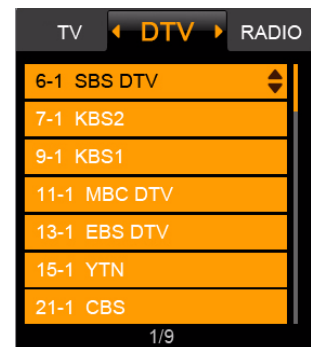 TV DTV RADIO
6-1 SBS DTV
7-1 KBS2
9-1 KBS1
11-1 MBC DTV
13-1 EBS DTV
15-1 YTN
21-1 CBS
1/9